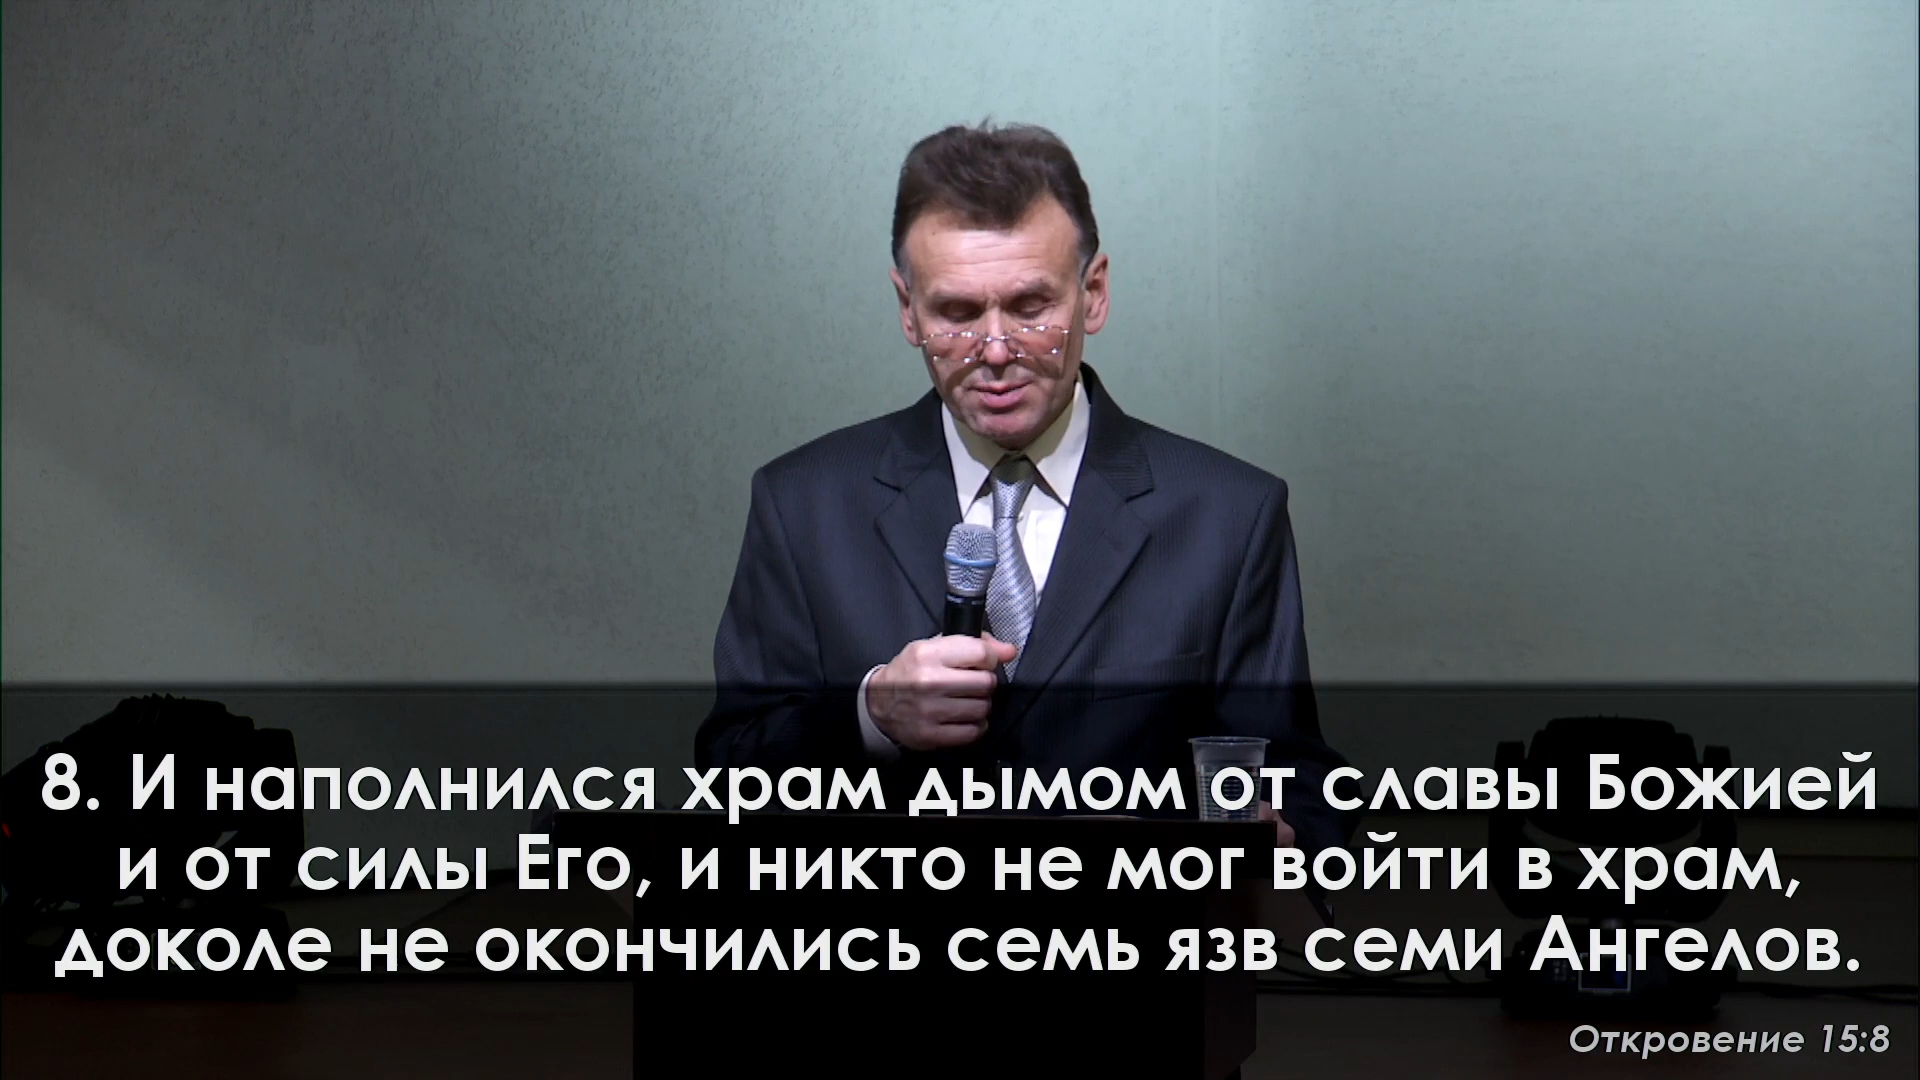 8. И наполнился храм дымом от славы Божией
и от силы Его, и никто не мог войти в храм,
доколе не окончились семь язв семи Ангелов.
Откровение 15:8